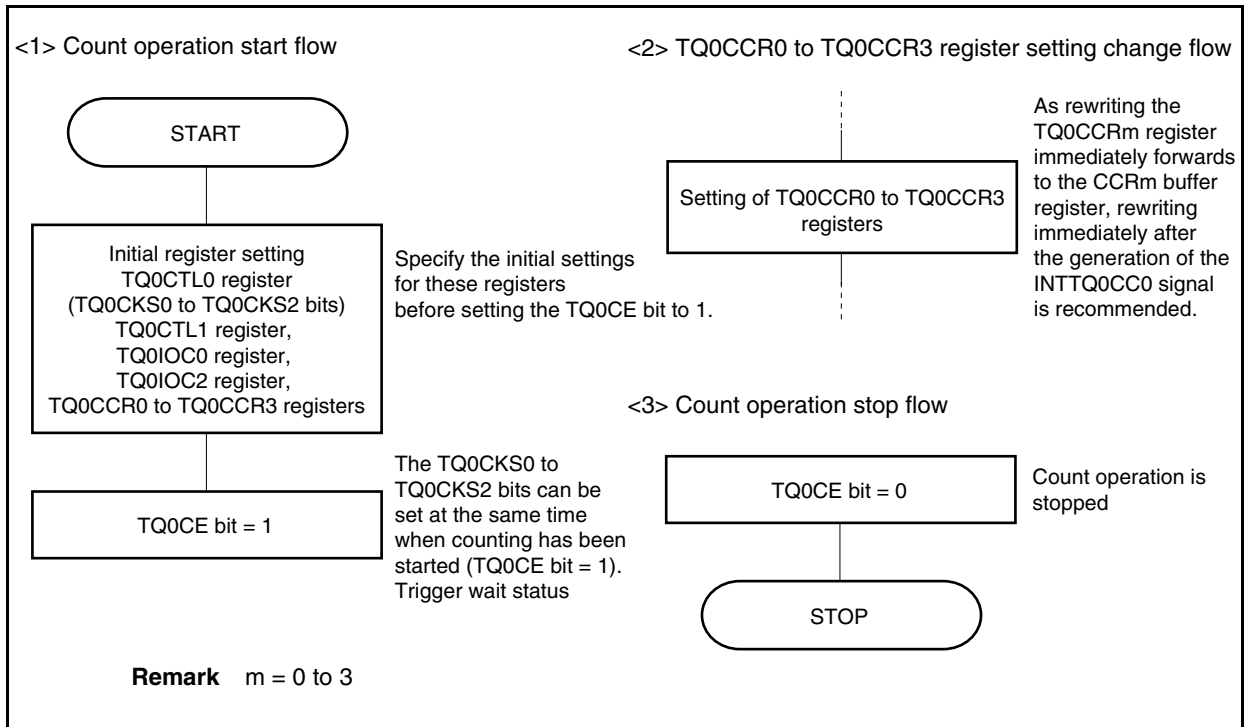 <1> Count operation start flow
START
Initial register setting
TQ0CTL0 register
(TQ0CKS0 to TQ0CKS2 bits)
TQ0CTL1 register,
TQ0IOC0 register,
TQ0IOC2 register,
TQ0CCR0 to TQ0CCR3 registers
Specify the initial settings
for these registers
before setting the TQ0CE bit to 1.
TQ0CE bit = 1
The TQ0CKS0 to
TQ0CKS2 bits can be
set at the same time
when counting has been
started (TQ0CE bit = 1).
Trigger wait status
<2> TQ0CCR0 to TQ0CCR3 register setting change flow
Setting of TQ0CCR0 to TQ0CCR3
registers
As rewriting the
TQ0CCRm register
immediately forwards
to the CCRm buffer
register, rewriting
immediately after
the generation of the
INTTQ0CC0 signal
is recommended.
<3> Count operation stop flow
TQ0CE bit = 0
Count operation is
stopped
STOP
Remark m = 0 to 3